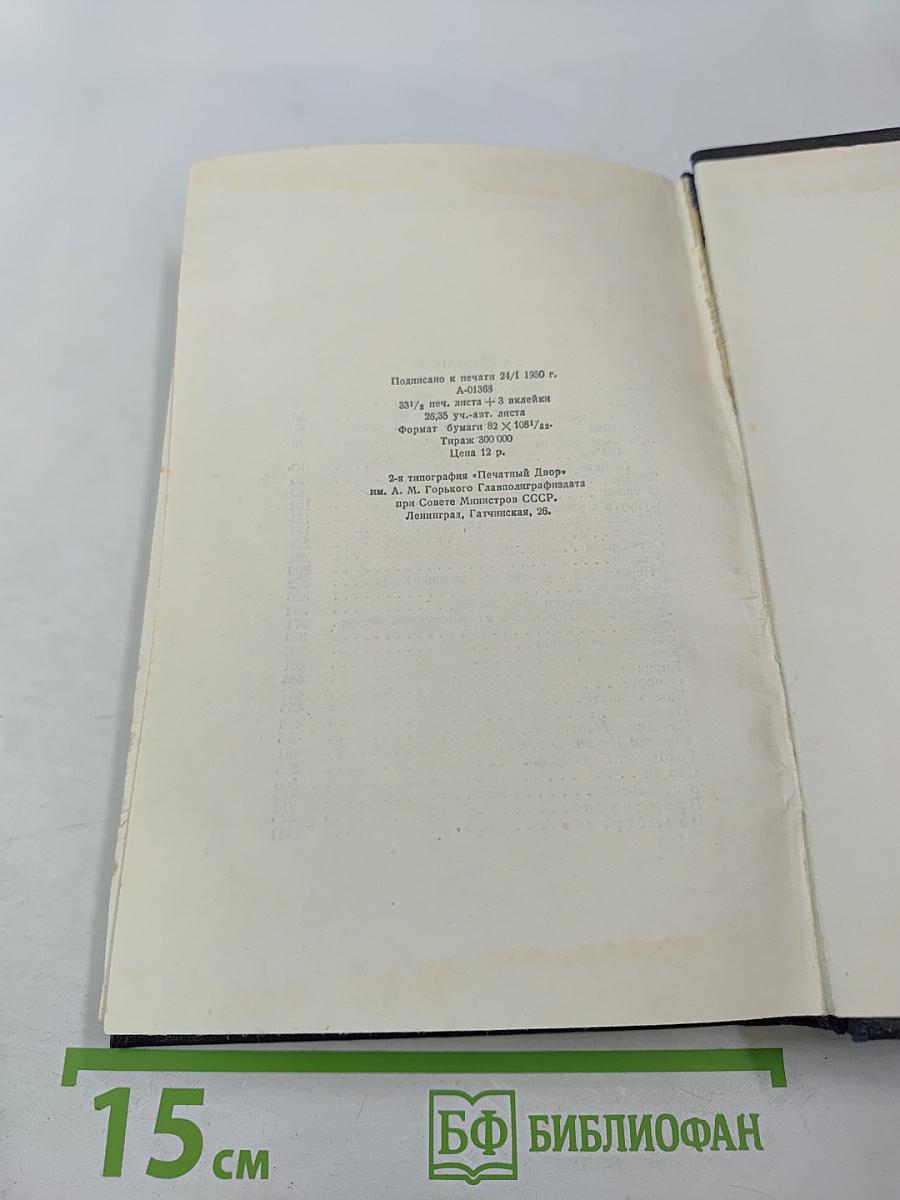 Подписано к печати 24/I 1950 г.
А-01363
33¹/₂ печ. листа + 3 вклейки
26,35 уч.-авт. листа
Формат бумаги 82 × 108¹/₃₂.
Тираж 300 000
Цена 12 р.
2-я типография «Печатный Двор»
им. А. М. Горького Главполиграфиздата
при Совете Министров СССР.
Ленинград, Гатчинская, 26.
15 см
БФ БИБЛИОФАН